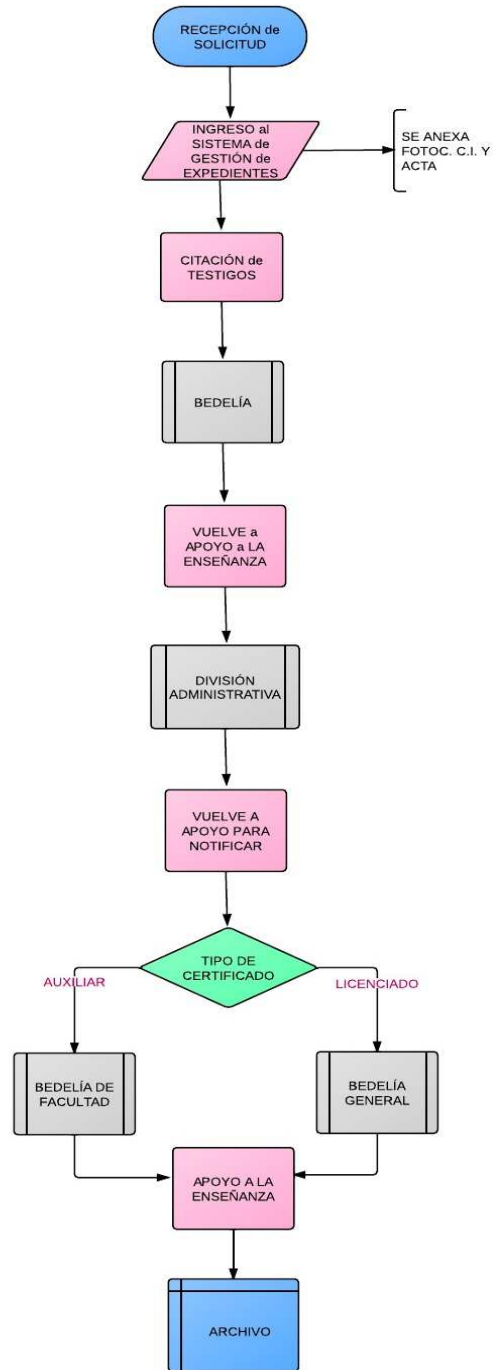 RECEPCIÓN de
SOLICITUD
INGRESO al
SISTEMA de
GESTIÓN de
EXPEDIENTES
SE ANEXA
FOTOC. C.I. Y
ACTA
CITACIÓN de
TESTIGOS
BEDELÍA
VUELVE a
APOYO a LA
ENSEÑANZA
DIVISIÓN
ADMINISTRATIVA
VUELVE A
APOYO PARA
NOTIFICAR
TIPO DE
CERTIFICADO
AUXILIAR
LICENCIADO
BEDELÍA DE
FACULTAD
BEDELÍA
GENERAL
APOYO A LA
ENSEÑANZA
ARCHIVO